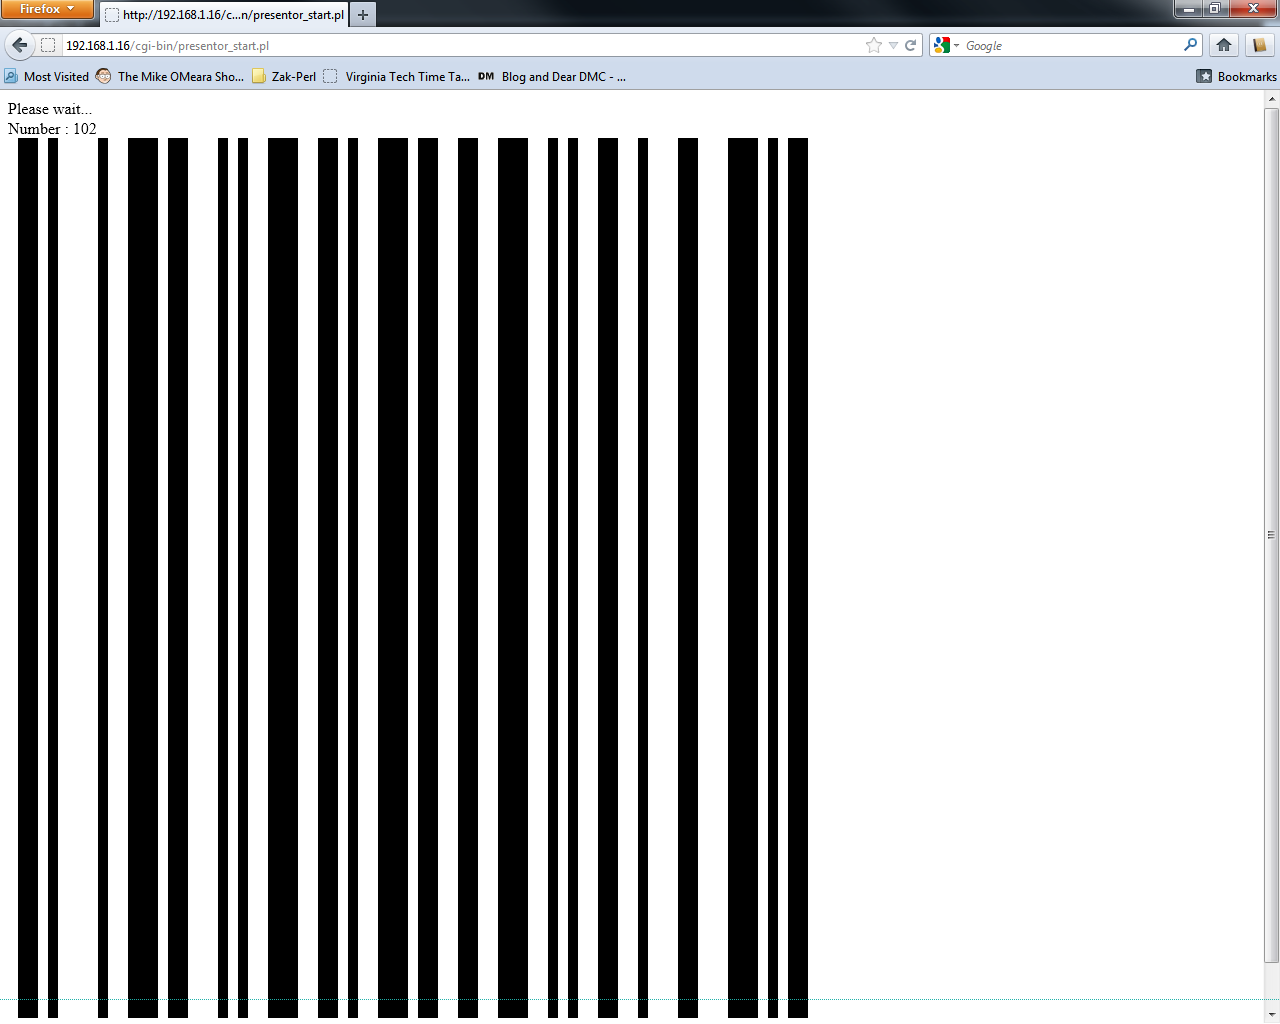 Firefox
http://192.168.1.16/c...n/presentor_start.pl
192.168.1.16/cgi-bin/presentor_start.pl
Google
Most Visited
The Mike OMeara Sho...
Zak-Perl
Virginia Tech Time Ta...
DM
Blog and Dear DMC - ...
Bookmarks
Please wait...
Number : 102